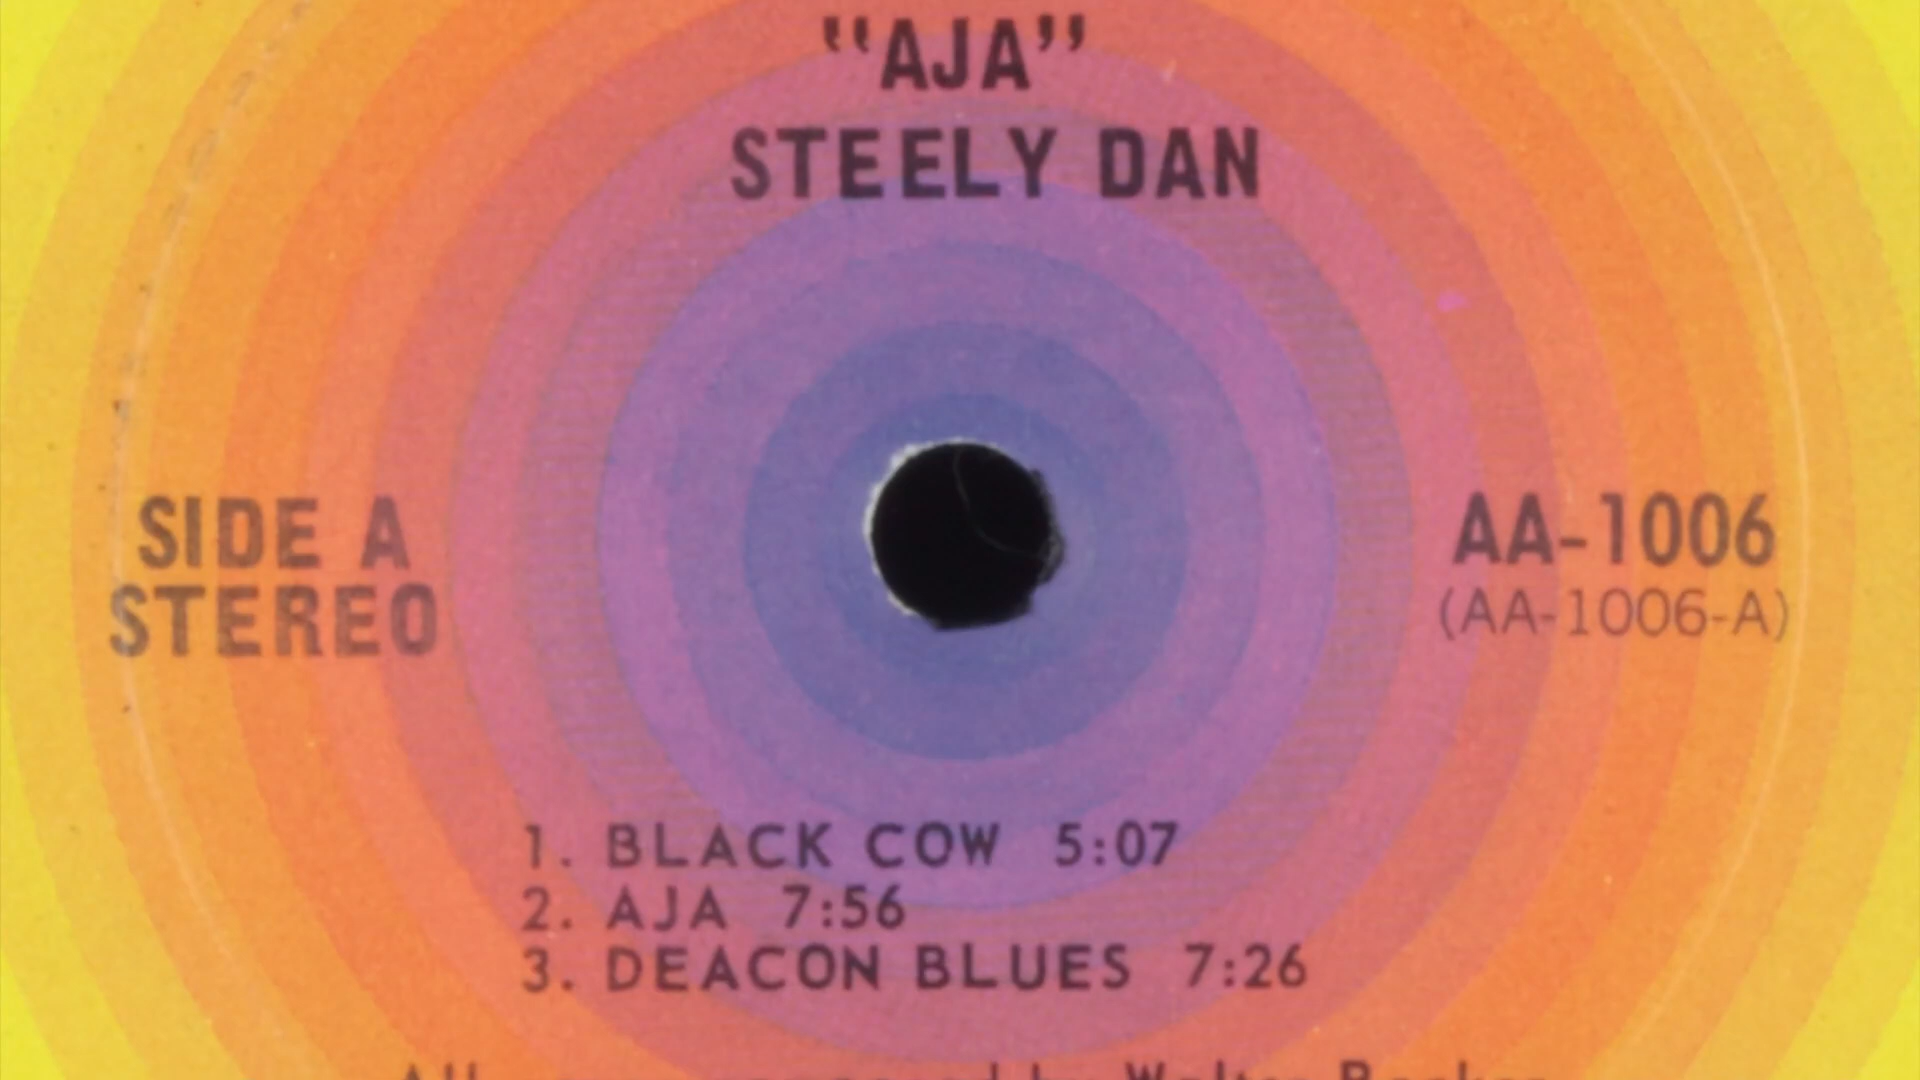 "AJA"
STEELY DAN
SIDE A
STEREO
AA-1006
(AA-1006-A)
1. BLACK COW 5:07
2. AJA 7:56
3. DEACON BLUES 7:26